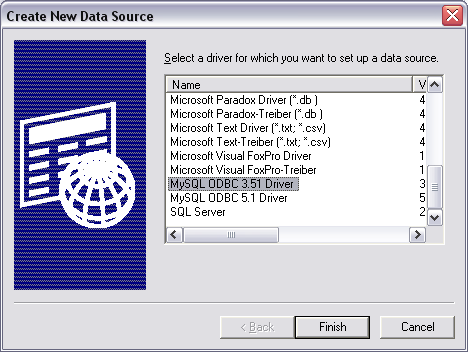 Create New Data Source
Select a driver for which you want to set up a data source.
Name V
Microsoft Paradox Driver (*.db ) 4
Microsoft Paradox-Treiber (*.db ) 4
Microsoft Text Driver (*.txt; *.csv) 4
Microsoft Text-Treiber (*.txt; *.csv) 4
Microsoft Visual FoxPro Driver 1
Microsoft Visual FoxPro-Treiber 1
MySQL ODBC 3.51 Driver 3
MySQL ODBC 5.1 Driver 5
SQL Server 2
< Back Finish Cancel